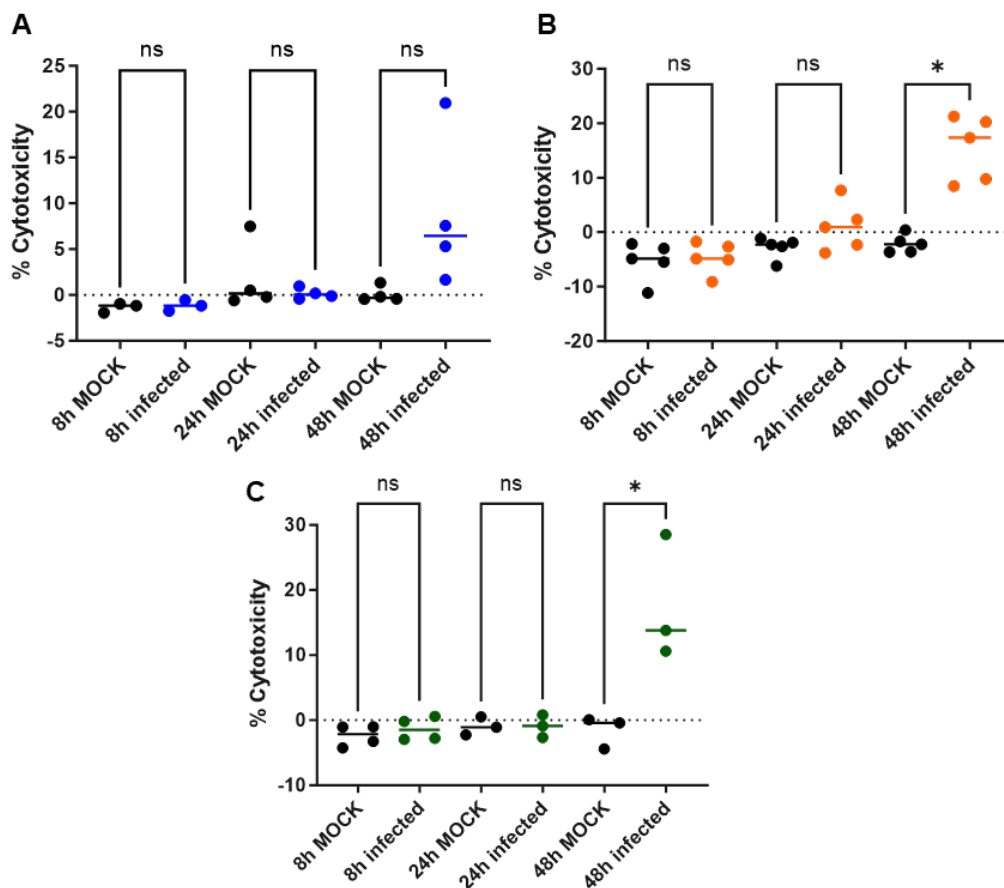 A
ns ns ns
25
20
15
10
5
0
-5
% Cytotoxicity
8h MOCK
8h infected
24h MOCK
24h infected
48h MOCK
48h infected
B
ns ns *
30
20
10
0
-10
-20
% Cytotoxicity
8h MOCK
8h infected
24h MOCK
24h infected
48h MOCK
48h infected
C
ns ns *
30
20
10
0
-10
% Cytotoxicity
8h MOCK
8h infected
24h MOCK
24h infected
48h MOCK
48h infected